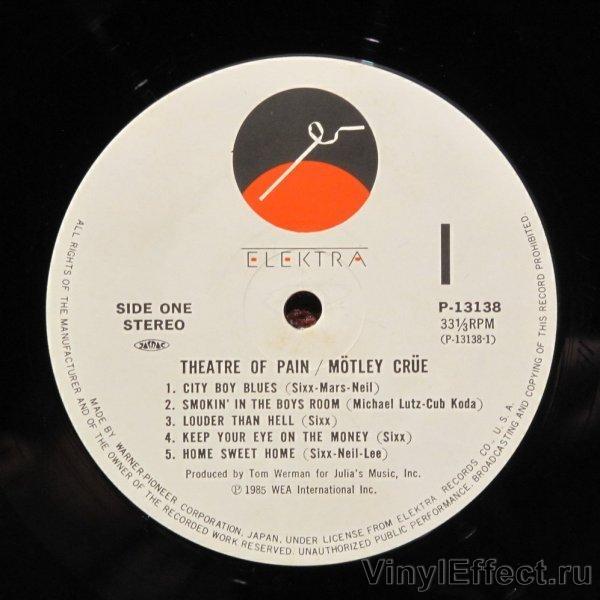 ELEKTRA
SIDE ONE
STEREO
JASRAC
P-13138
33⅓RPM
(P-13138-1)
THEATRE OF PAIN / MÖTLEY CRÜE
1. CITY BOY BLUES (Sixx-Mars-Neil)
2. SMOKIN' IN THE BOYS ROOM (Michael Lutz-Cub Koda)
3. LOUDER THAN HELL (Sixx)
4. KEEP YOUR EYE ON THE MONEY (Sixx)
5. HOME SWEET HOME (Sixx-Neil-Lee)
Produced by Tom Werman for Julia's Music, Inc.
℗ 1985 WEA International Inc.
MADE BY WARNER-PIONEER CORPORATION, JAPAN. UNDER LICENSE FROM ELEKTRA RECORDS CO., U.S.A.
ALL RIGHTS OF THE MANUFACTURER AND OF THE OWNER OF THE RECORDED WORK RESERVED. UNAUTHORIZED PUBLIC PERFORMANCE, BROADCASTING AND COPYING OF THIS RECORD PROHIBITED.
VinylEffect.ru